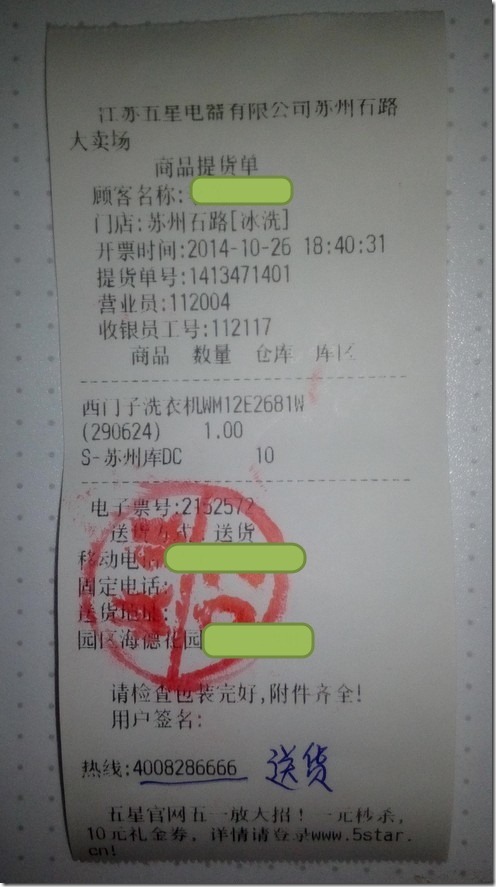 江苏五星电器有限公司苏州石路
大卖场
商品提货单
顾客名称:
门店:苏州石路[冰洗]
开票时间:2014-10-26 18:40:31
提货单号:1413471401
营业员:112004
收银员工号:112117
商品 数量 仓库 库区
西门子洗衣机WM12E2681W
(290624) 1.00
S-苏州库DC 10
电子票号:2152572
送货方式: 送货
移动电话
固定电话:
送货地址:
园区海德花园
请检查包装完好,附件齐全!
用户签名:
热线:4008286666 送货
五星官网五一放大招! 一元秒杀,
10元礼金券, 详情请登录www.5star.
cn!